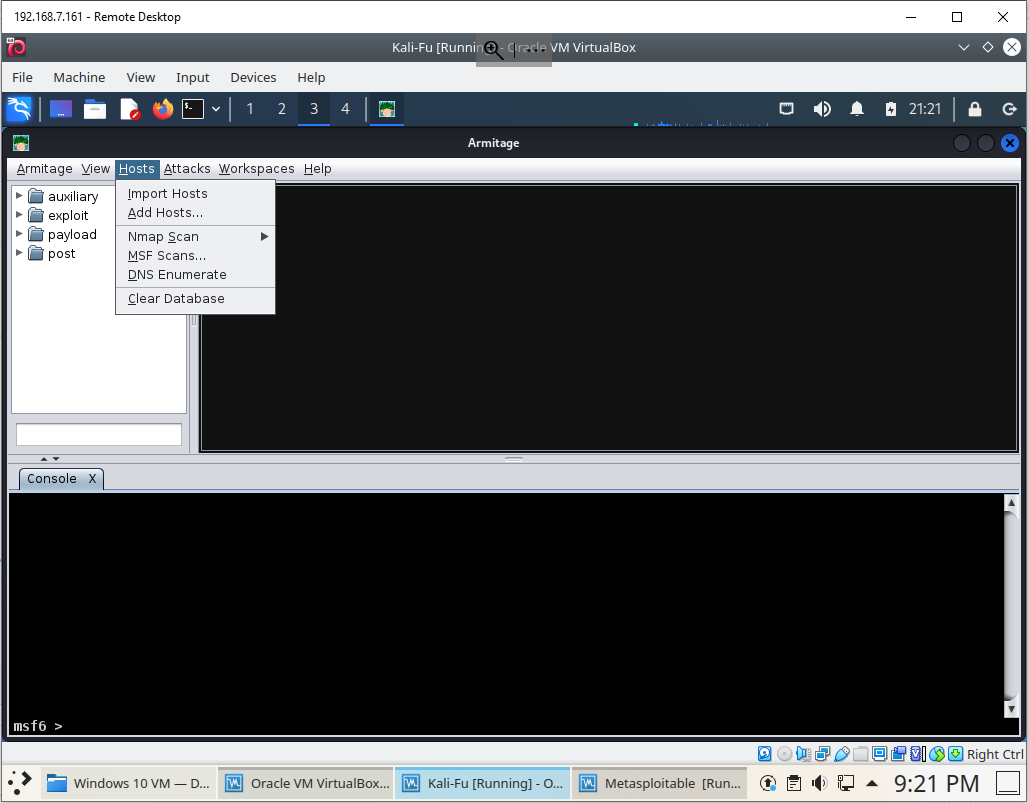 192.168.7.161 - Remote Desktop
Kali-Fu [Running] - Oracle VM VirtualBox
File Machine View Input Devices Help
1 2 3 4 21:21
Armitage
Armitage View Hosts Attacks Workspaces Help
auxiliary
exploit
payload
post
Import Hosts
Add Hosts...
Nmap Scan
MSF Scans...
DNS Enumerate
Clear Database
Console X
msf6 >
Right Ctrl
Windows 10 VM — D... Oracle VM VirtualBox... Kali-Fu [Running] - O... Metasploitable [Run... 9:21 PM